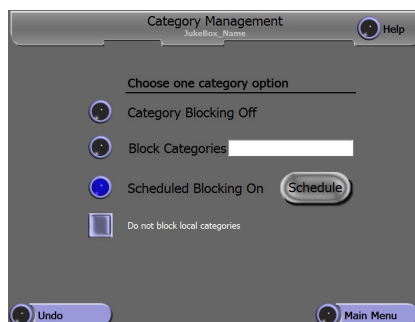 Category Management
JukeBox_Name
Help
Choose one category option
Category Blocking Off
Block Categories
Scheduled Blocking On
Schedule
Do not block local categories
Undo
Main Menu